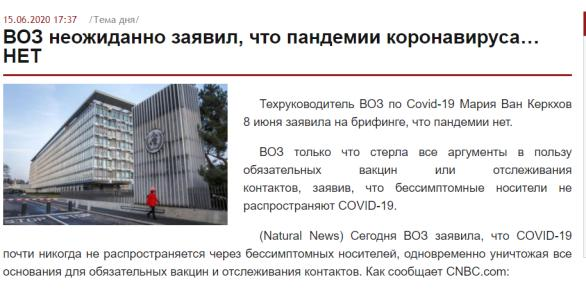 15.06.2020 17:37 /Тема дня/
ВОЗ неожиданно заявил, что пандемии коронавируса…
НЕТ
Техруководитель ВОЗ по Covid-19 Мария Ван Керкхов
8 июня заявила на брифинге, что пандемии нет.
ВОЗ только что стерла все аргументы в пользу
обязательных вакцин или отслеживания
контактов, заявив, что бессимптомные носители не
распространяют COVID-19.
(Natural News) Сегодня ВОЗ заявила, что COVID-19
почти никогда не распространяется через бессимптомных носителей, одновременно уничтожая все
основания для обязательных вакцин и отслеживания контактов. Как сообщает CNBC.com: